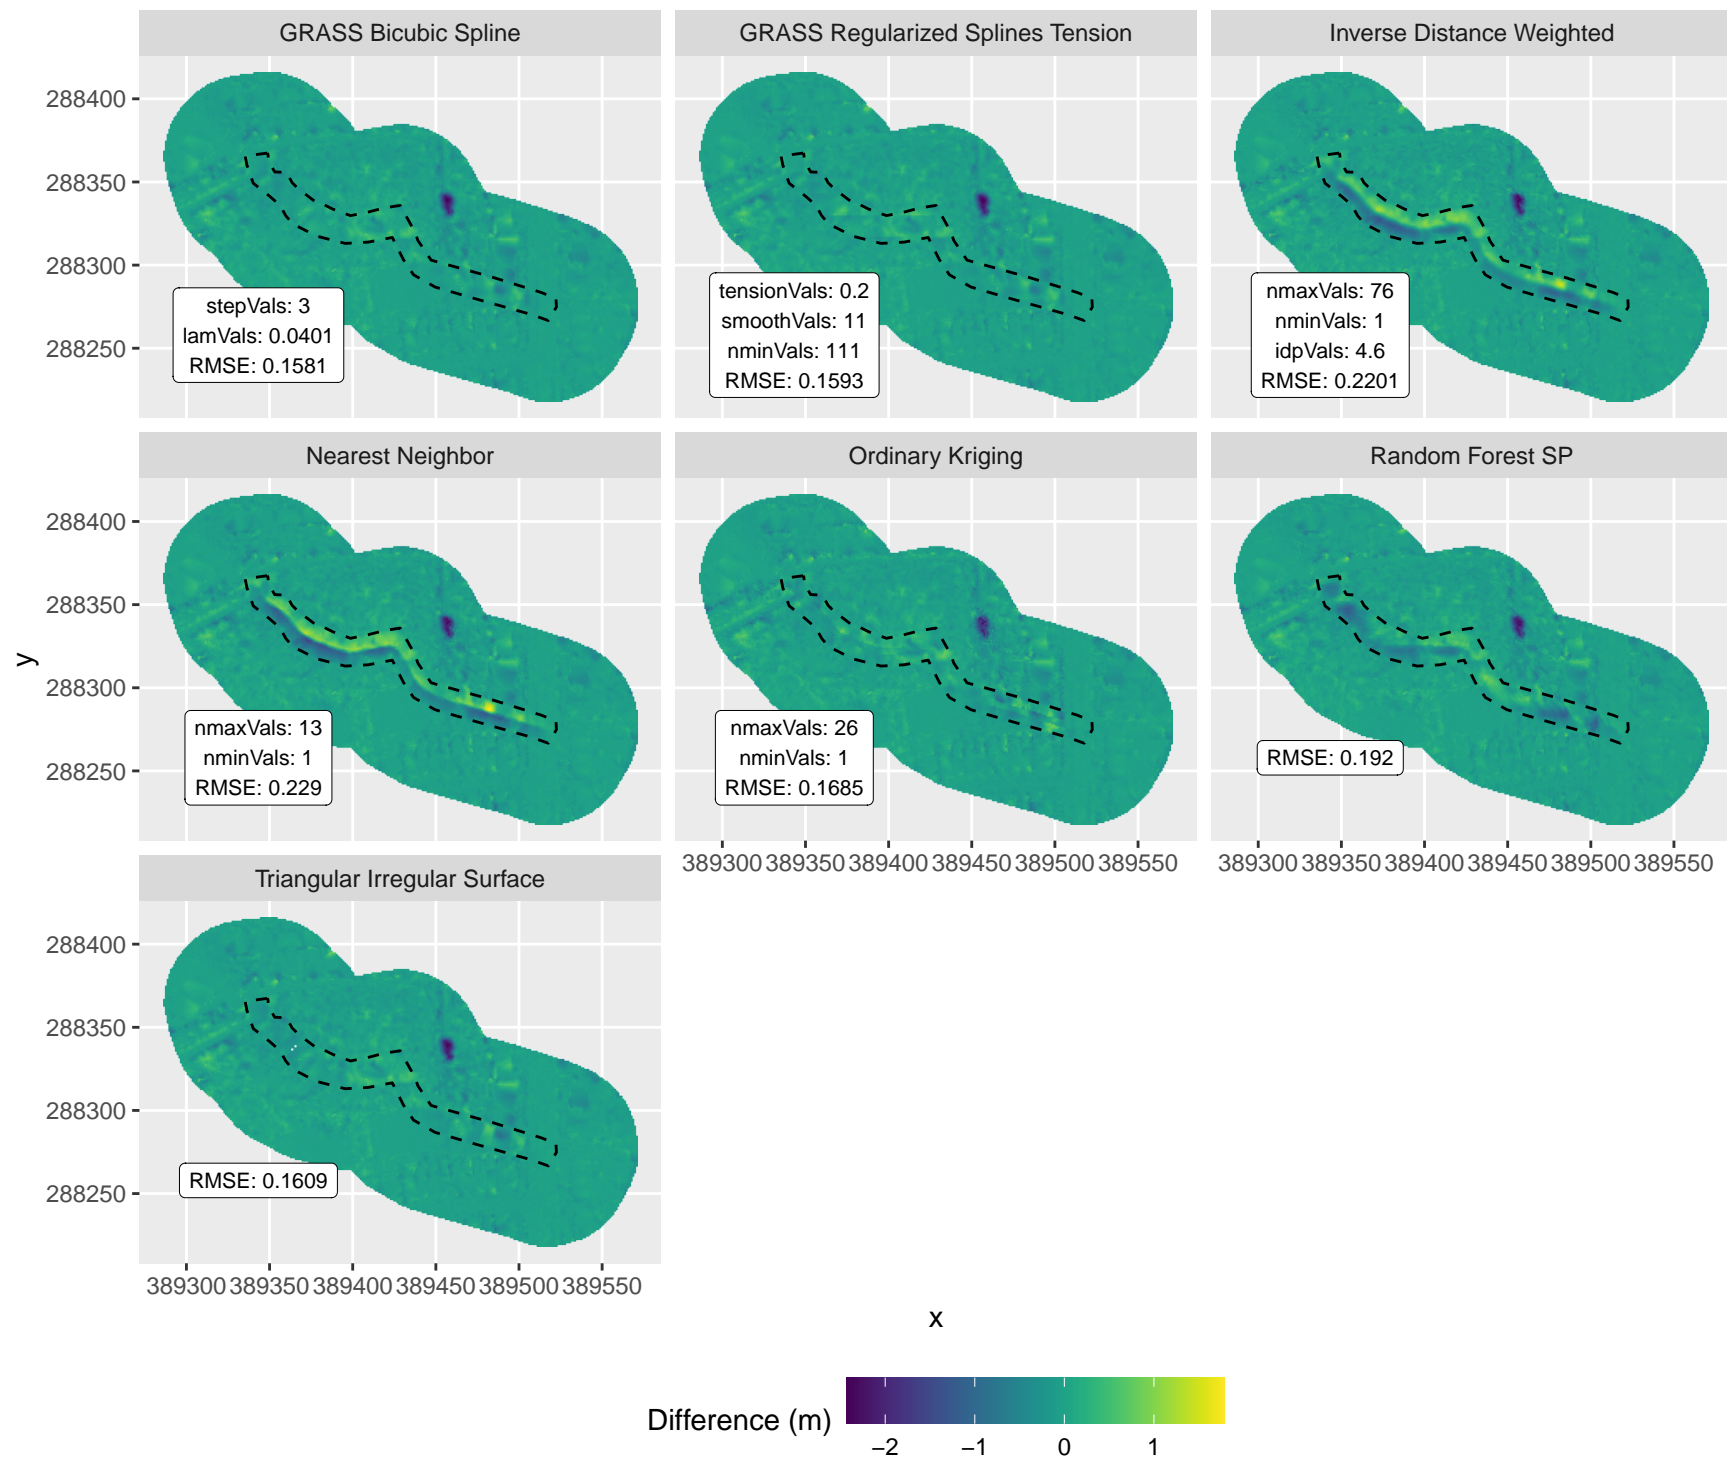 GRASS Bicubic Spline
GRASS Regularized Splines Tension
Inverse Distance Weighted
288400
288350
288300
288250
stepVals: 3
lamVals: 0.0401
RMSE: 0.1581
tensionVals: 0.2
smoothVals: 11
nminVals: 111
RMSE: 0.1593
nmaxVals: 76
nminVals: 1
idpVals: 4.6
RMSE: 0.2201
Nearest Neighbor
Ordinary Kriging
Random Forest SP
288400
288350
288300
288250
y
nmaxVals: 13
nminVals: 1
RMSE: 0.229
nmaxVals: 26
nminVals: 1
RMSE: 0.1685
RMSE: 0.192
389300 389350 389400 389450 389500 389550
389300 389350 389400 389450 389500 389550
Triangular Irregular Surface
288400
288350
288300
288250
RMSE: 0.1609
389300 389350 389400 389450 389500 389550
x
Difference (m)
−2 −1 0 1